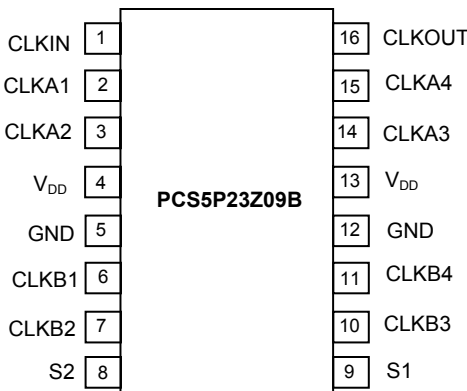 CLKIN 1 16 CLKOUT
CLKA1 2 15 CLKA4
CLKA2 3 14 CLKA3
VDD 4 13 VDD
PCS5P23Z09B
GND 5 12 GND
CLKB1 6 11 CLKB4
CLKB2 7 10 CLKB3
S2 8 9 S1